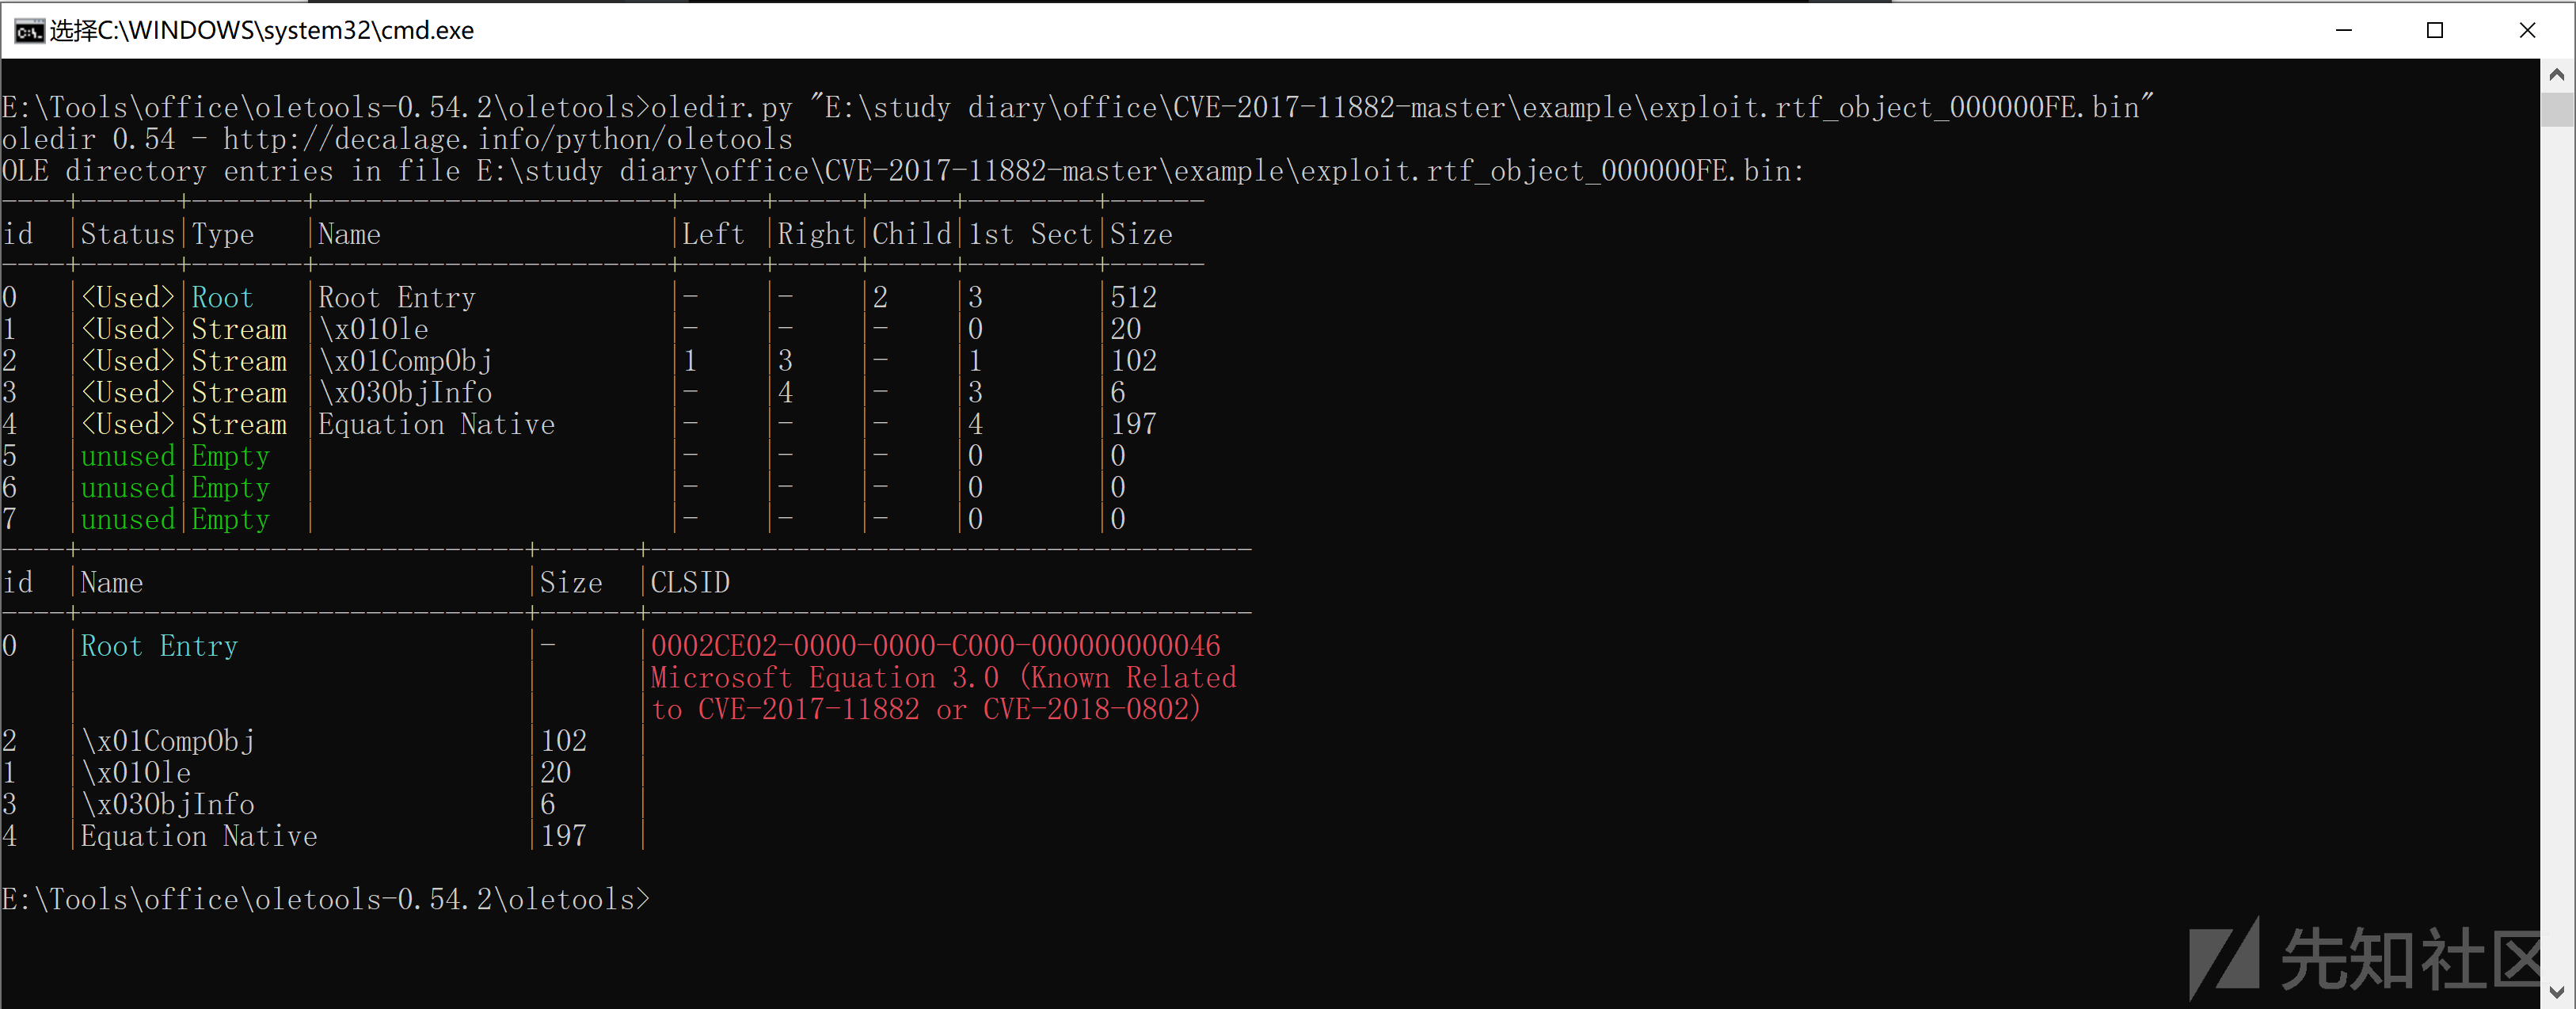 选择C:\WINDOWS\system32\cmd.exe
E:\Tools\office\oletools-0.54.2\oletools>oledir.py "E:\study diary\office\CVE-2017-11882-master\example\exploit.rtf_object_000000FE.bin"
oledir 0.54 - http://decalage.info/python/oletools
OLE directory entries in file E:\study diary\office\CVE-2017-11882-master\example\exploit.rtf_object_000000FE.bin:
----+------+-------+----------------------+-----+-----+-----+--------+------
id  |Status|Type   |Name                  |Left |Right|Child|1st Sect|Size
----+------+-------+----------------------+-----+-----+-----+--------+------
0   |<Used>|Root   |Root Entry            |-    |-    |2    |3       |512
1   |<Used>|Stream |\x01Ole               |-    |-    |-    |0       |20
2   |<Used>|Stream |\x01CompObj           |1    |3    |-    |1       |102
3   |<Used>|Stream |\x03ObjInfo           |-    |4    |-    |3       |6
4   |<Used>|Stream |Equation Native       |-    |-    |-    |4       |197
5   |unused|Empty  |                      |-    |-    |-    |0       |0
6   |unused|Empty  |                      |-    |-    |-    |0       |0
7   |unused|Empty  |                      |-    |-    |-    |0       |0
----+----------------------------+------+--------------------------------------
id  |Name                        |Size  |CLSID
----+----------------------------+------+--------------------------------------
0   |Root Entry                  |-     |0002CE02-0000-0000-C000-000000000046
    |                            |      |Microsoft Equation 3.0 (Known Related
    |                            |      |to CVE-2017-11882 or CVE-2018-0802)
2   |\x01CompObj                 |102   |
1   |\x01Ole                     |20    |
3   |\x03ObjInfo                 |6     |
4   |Equation Native             |197   |
E:\Tools\office\oletools-0.54.2\oletools>
先知社区